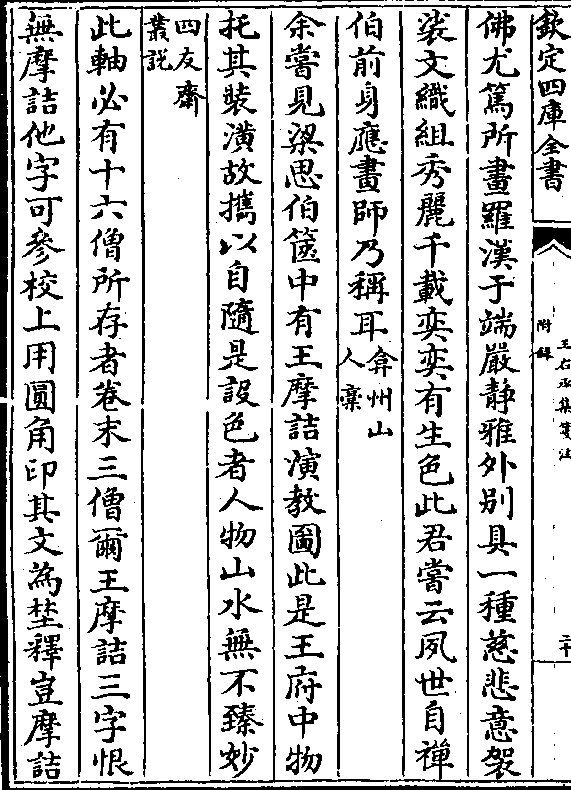 欽定四庫全書
王右丞集箋注
附錄
二十
佛尤篤所畫羅漢于端嚴静雅外别具一種慈悲意袈
裟文織組秀麗千載奕奕有生色此君嘗云夙世自禪
伯前身應畫師乃稱耳弇州山
人槀
余嘗見梁思伯篋中有王摩詰演教圖此是王府中物
托其裝潢故攜以自隨是設色者人物山水無不臻妙
四友齋
叢説
此軸必有十六僧所存者卷末三僧爾王摩詰三字恨
無摩詰他字可參校上用圓角印其文為埜釋豈摩詰